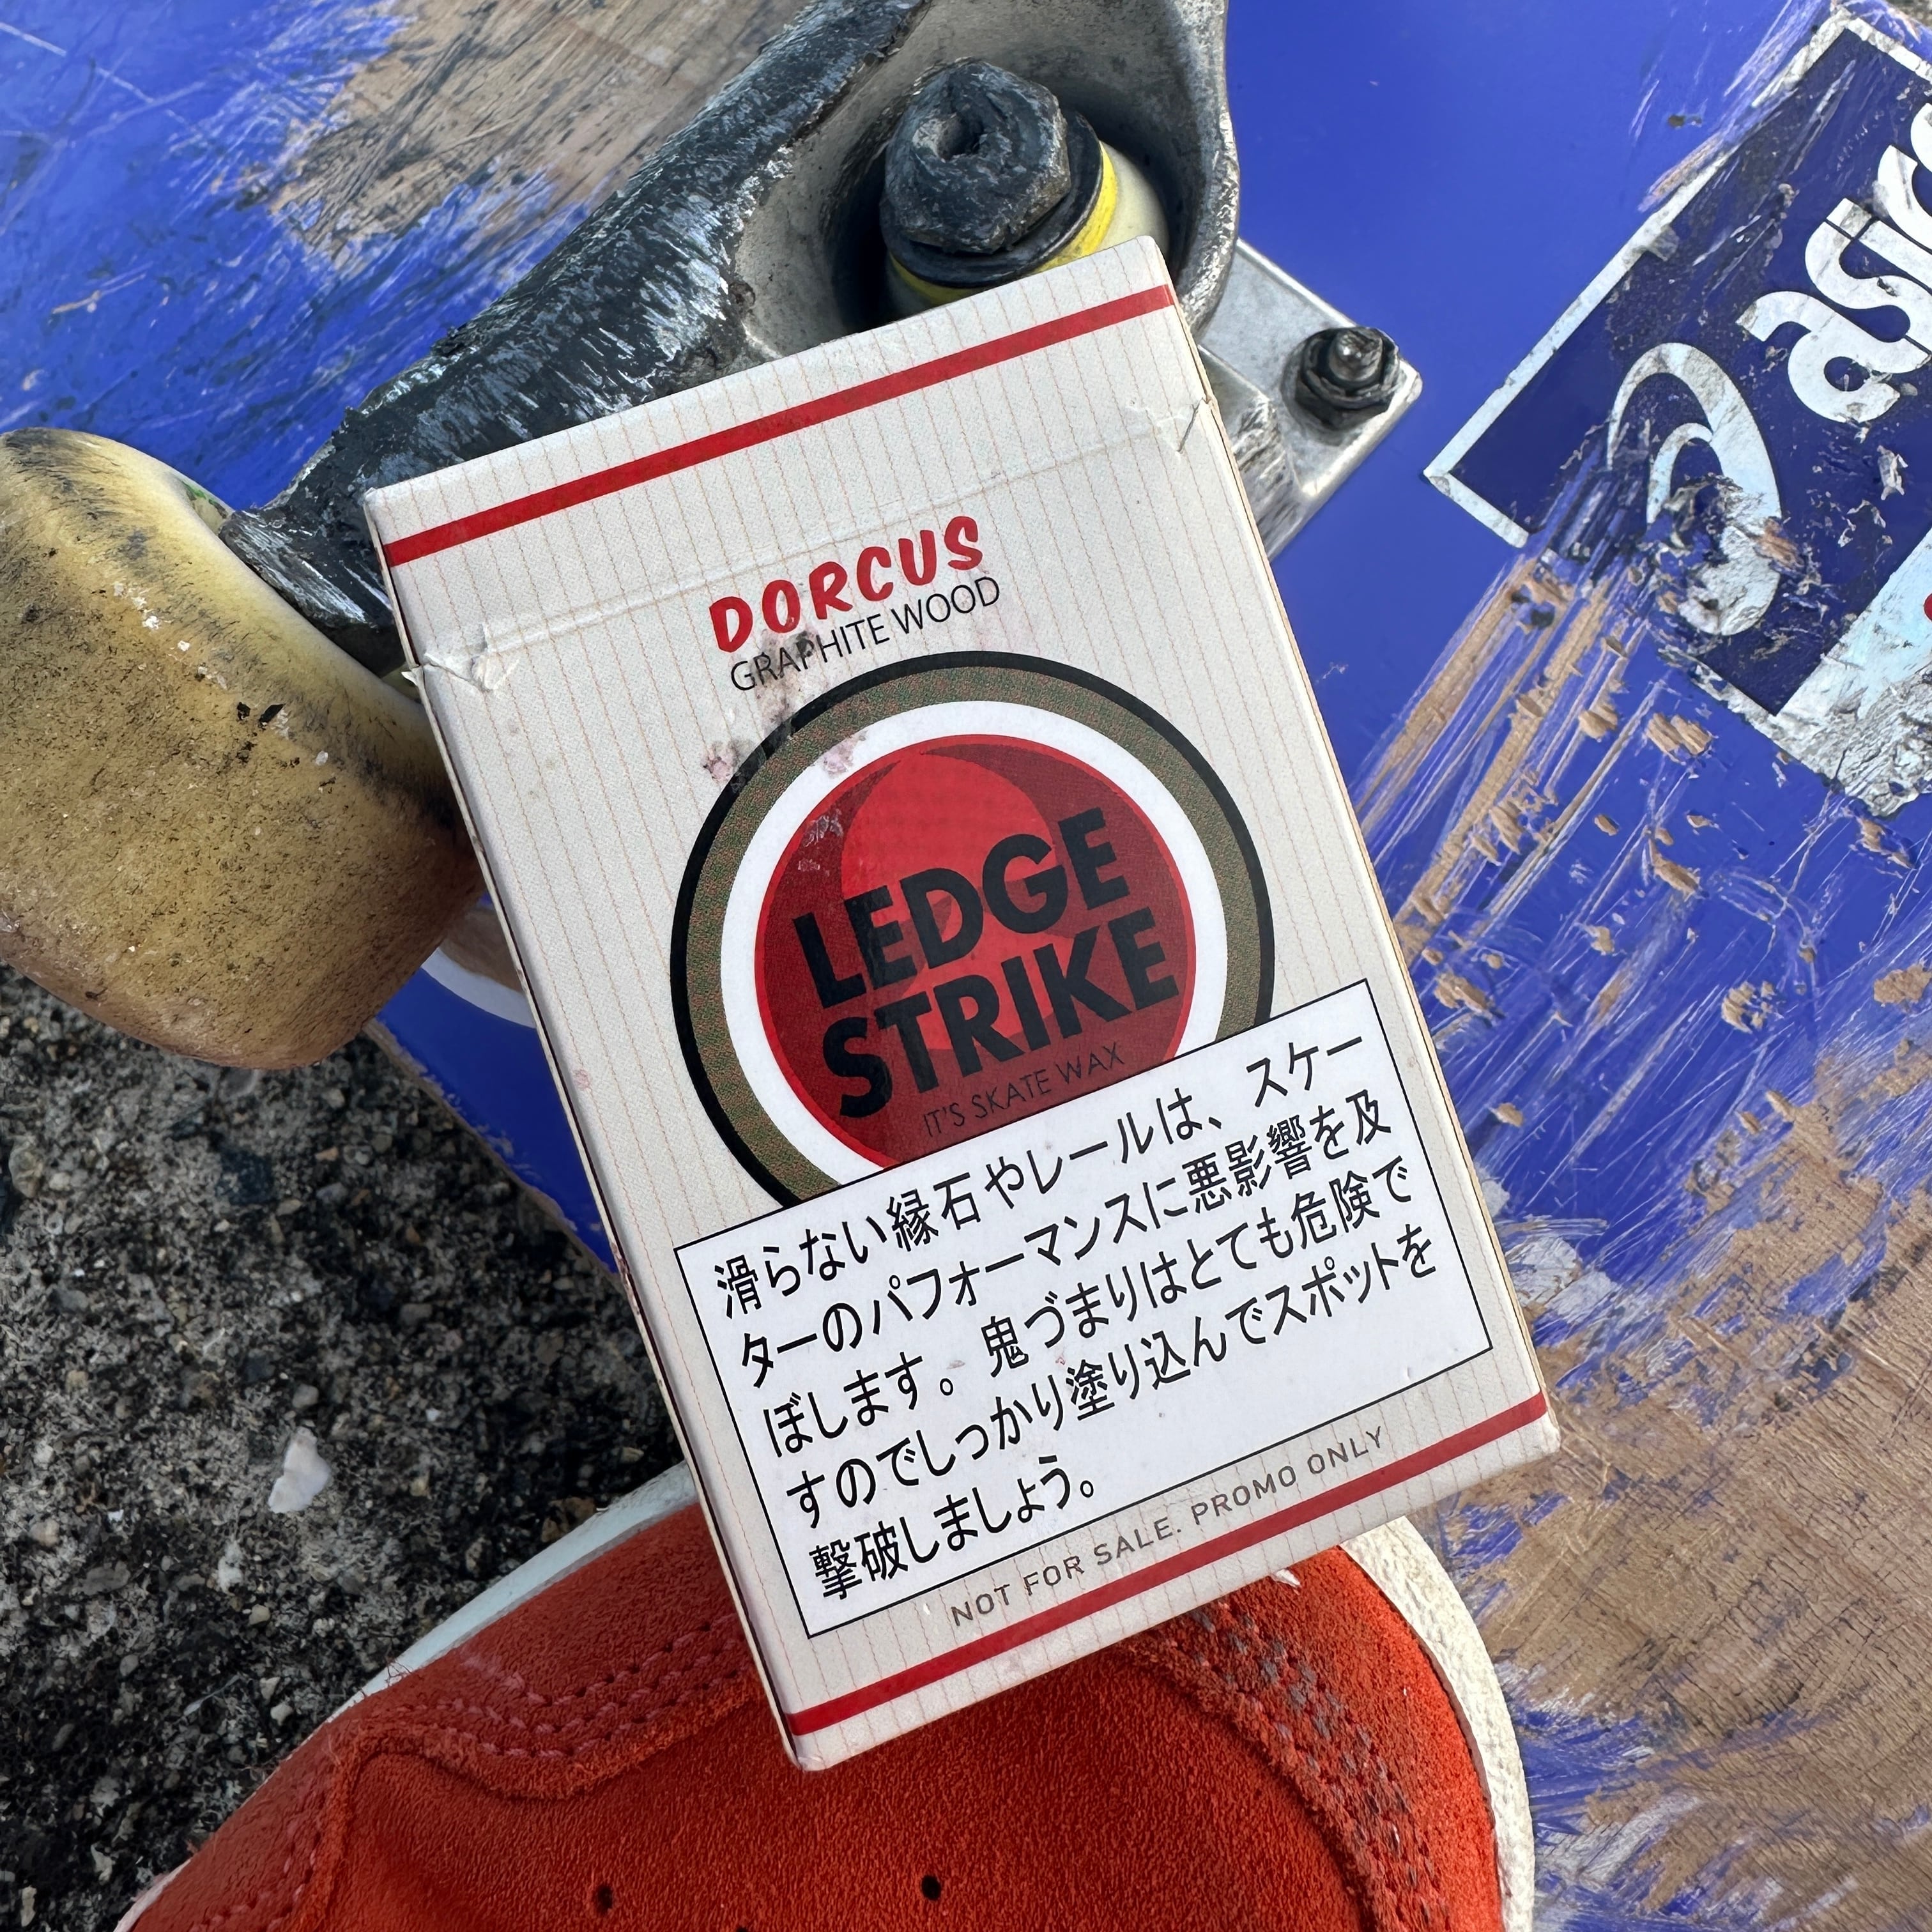 DORCUS
GRAPHITE WOOD
LEDGE
STRIKE
IT'S SKATE WAX
滑らない縁石やレールは、スケー
ターのパフォーマンスに悪影響を及
ぼします。鬼づまりはとても危険で
すのでしっかり塗り込んでスポットを
撃破しましょう。
NOT FOR SALE. PROMO ONLY